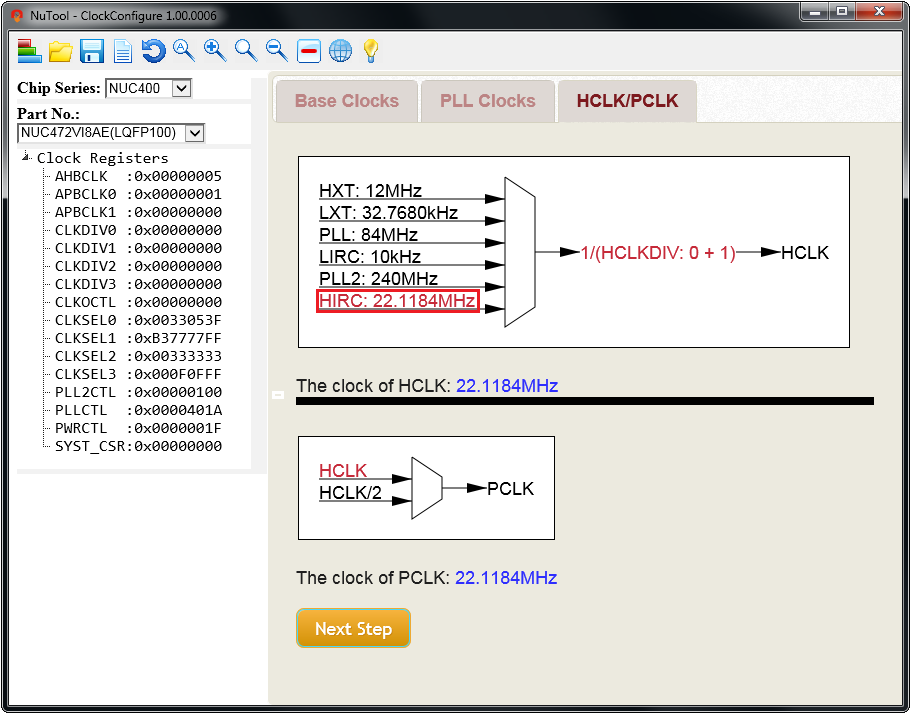 NuTool - ClockConfigure 1.00.0006
Chip Series: NUC400
Part No.:
NUC472VI8AE(LQFP100)
Clock Registers
AHBCLK :0x00000005
APBCLK0 :0x00000001
APBCLK1 :0x00000000
CLKDIV0 :0x00000000
CLKDIV1 :0x00000000
CLKDIV2 :0x00000000
CLKDIV3 :0x00000000
CLKOCTL :0x00000000
CLKSEL0 :0x0033053F
CLKSEL1 :0xB37777FF
CLKSEL2 :0x00333333
CLKSEL3 :0x000F0FFF
PLL2CTL :0x00000100
PLLCTL :0x0000401A
PWRCTL :0x0000001F
SYST_CSR:0x00000000
Base Clocks PLL Clocks HCLK/PCLK
HXT: 12MHz
LXT: 32.7680kHz
PLL: 84MHz
LIRC: 10kHz
PLL2: 240MHz
HIRC: 22.1184MHz
1/(HCLKDIV: 0 + 1) HCLK
The clock of HCLK: 22.1184MHz
HCLK
HCLK/2
PCLK
The clock of PCLK: 22.1184MHz
Next Step